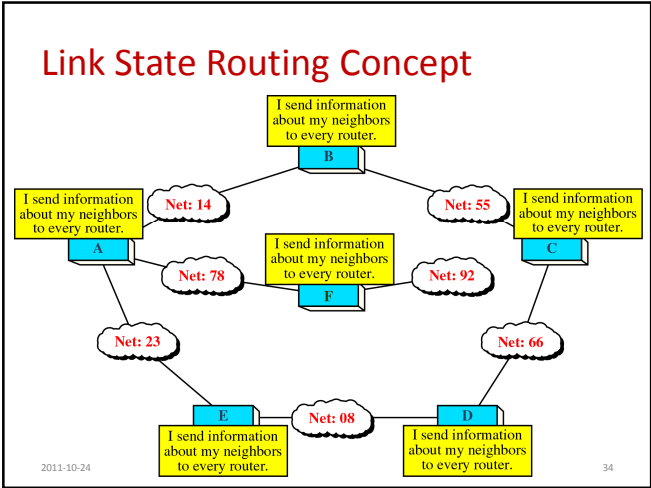 Link State Routing Concept
I send information
about my neighbors
to every router.
B
I send information
about my neighbors
to every router.
A
Net: 14
Net: 55
I send information
about my neighbors
to every router.
C
I send information
about my neighbors
to every router.
F
Net: 78
Net: 92
Net: 23
Net: 66
E
I send information
about my neighbors
to every router.
Net: 08
D
I send information
about my neighbors
to every router.
2011-10-24
34